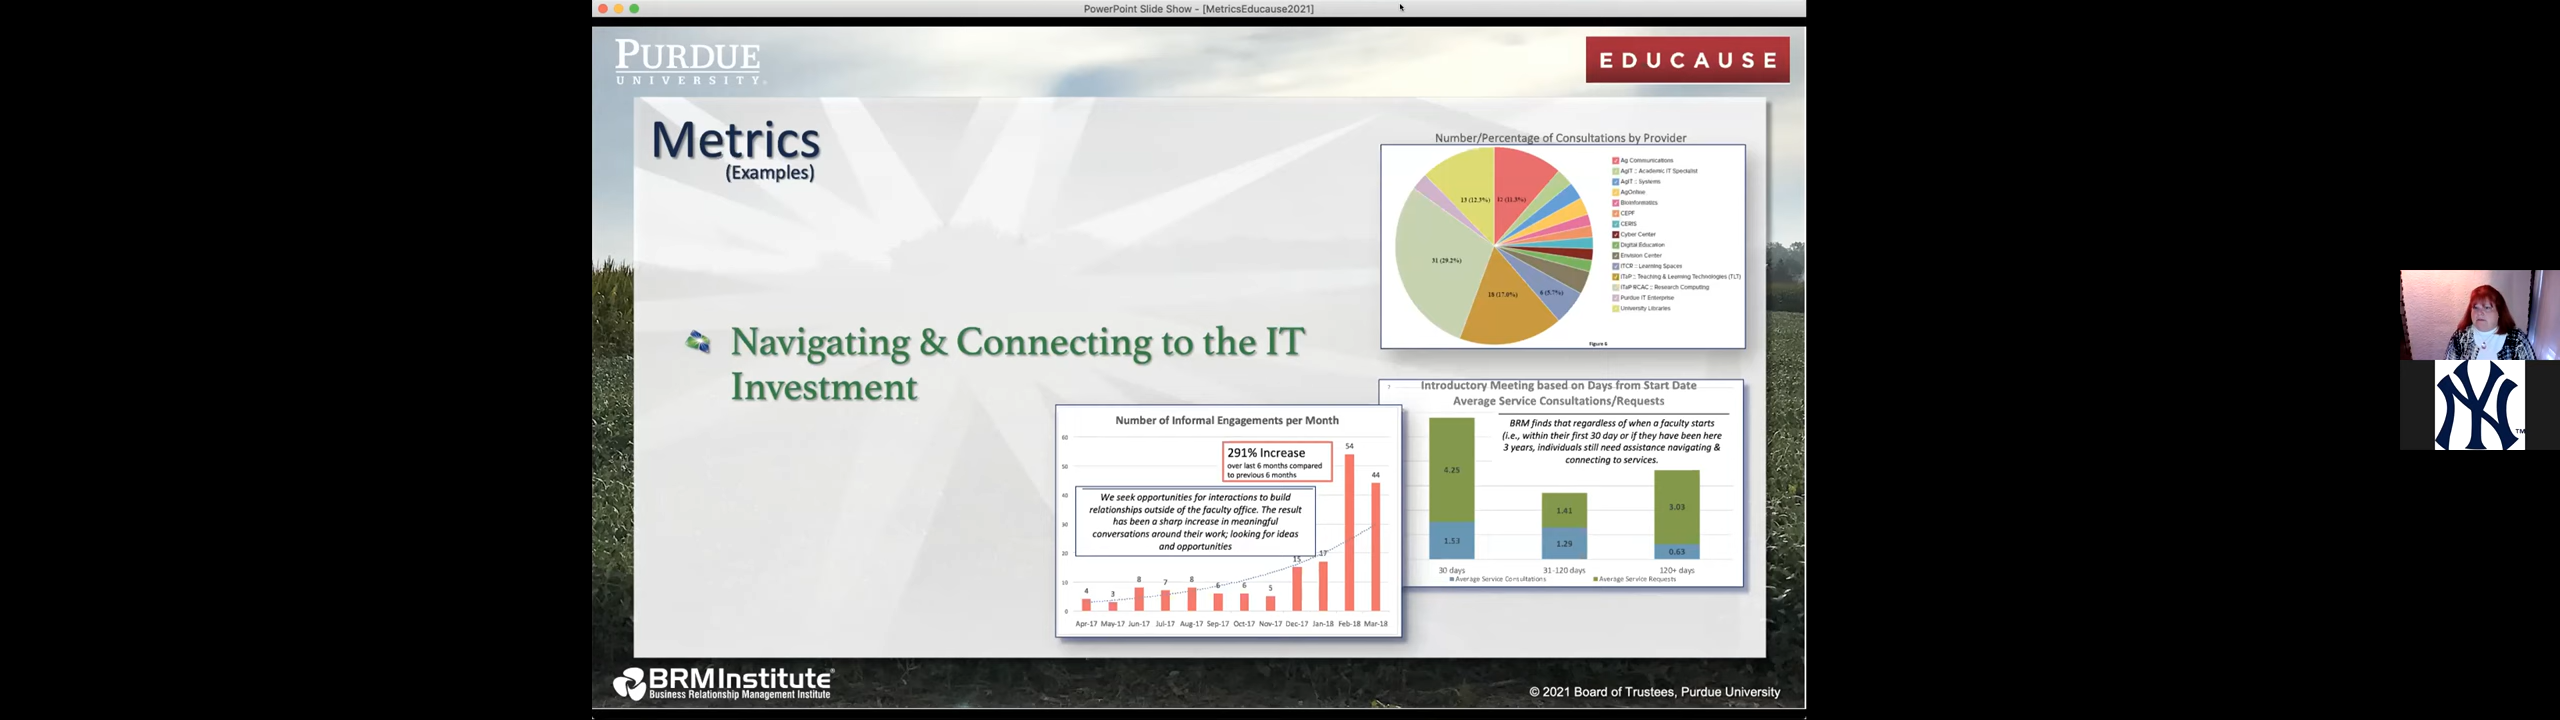 PowerPoint Slide Show - [MetricsEducause2021]
PURDUE
UNIVERSITY
EDUCAUSE
Metrics
(Examples)
Navigating & Connecting to the IT
Investment
Number/Percentage of Consultations by Provider
13 (12.3%)
12 (11.3%)
31 (29.2%)
18 (17.0%)
6 (5.7%)
Ag Communications
AgIT :: Academic IT Specialist
AgIT :: Systems
AgOnline
Bioinformatics
CEPF
CERIS
Cyber Center
Digital Education
Envision Center
ITCR :: Learning Spaces
ITaP :: Teaching & Learning Technologies (TLT)
ITaP RCAC :: Research Computing
Purdue IT Enterprise
University Libraries
Figure 6
Number of Informal Engagements per Month
60
50
40
30
20
10
0
291% Increase
over last 6 months compared
to previous 6 months
We seek opportunities for interactions to build
relationships outside of the faculty office. The result
has been a sharp increase in meaningful
conversations around their work; looking for ideas
and opportunities
4
3
8
7
8
6
6
5
15
17
54
44
Apr-17 May-17 Jun-17 Jul-17 Aug-17 Sep-17 Oct-17 Nov-17 Dec-17 Jan-18 Feb-18 Mar-18
7
Introductory Meeting based on Days from Start Date
Average Service Consultations/Requests
BRM finds that regardless of when a faculty starts
(i.e., within their first 30 day or if they have been here
3 years, individuals still need assistance navigating &
connecting to services.
4.25
1.53
1.41
1.29
3.03
0.63
30 days 31-120 days 120+ days
Average Service Consultations Average Service Requests
BRMInstitute
Business Relationship Management Institute
© 2021 Board of Trustees, Purdue University
NY
TM